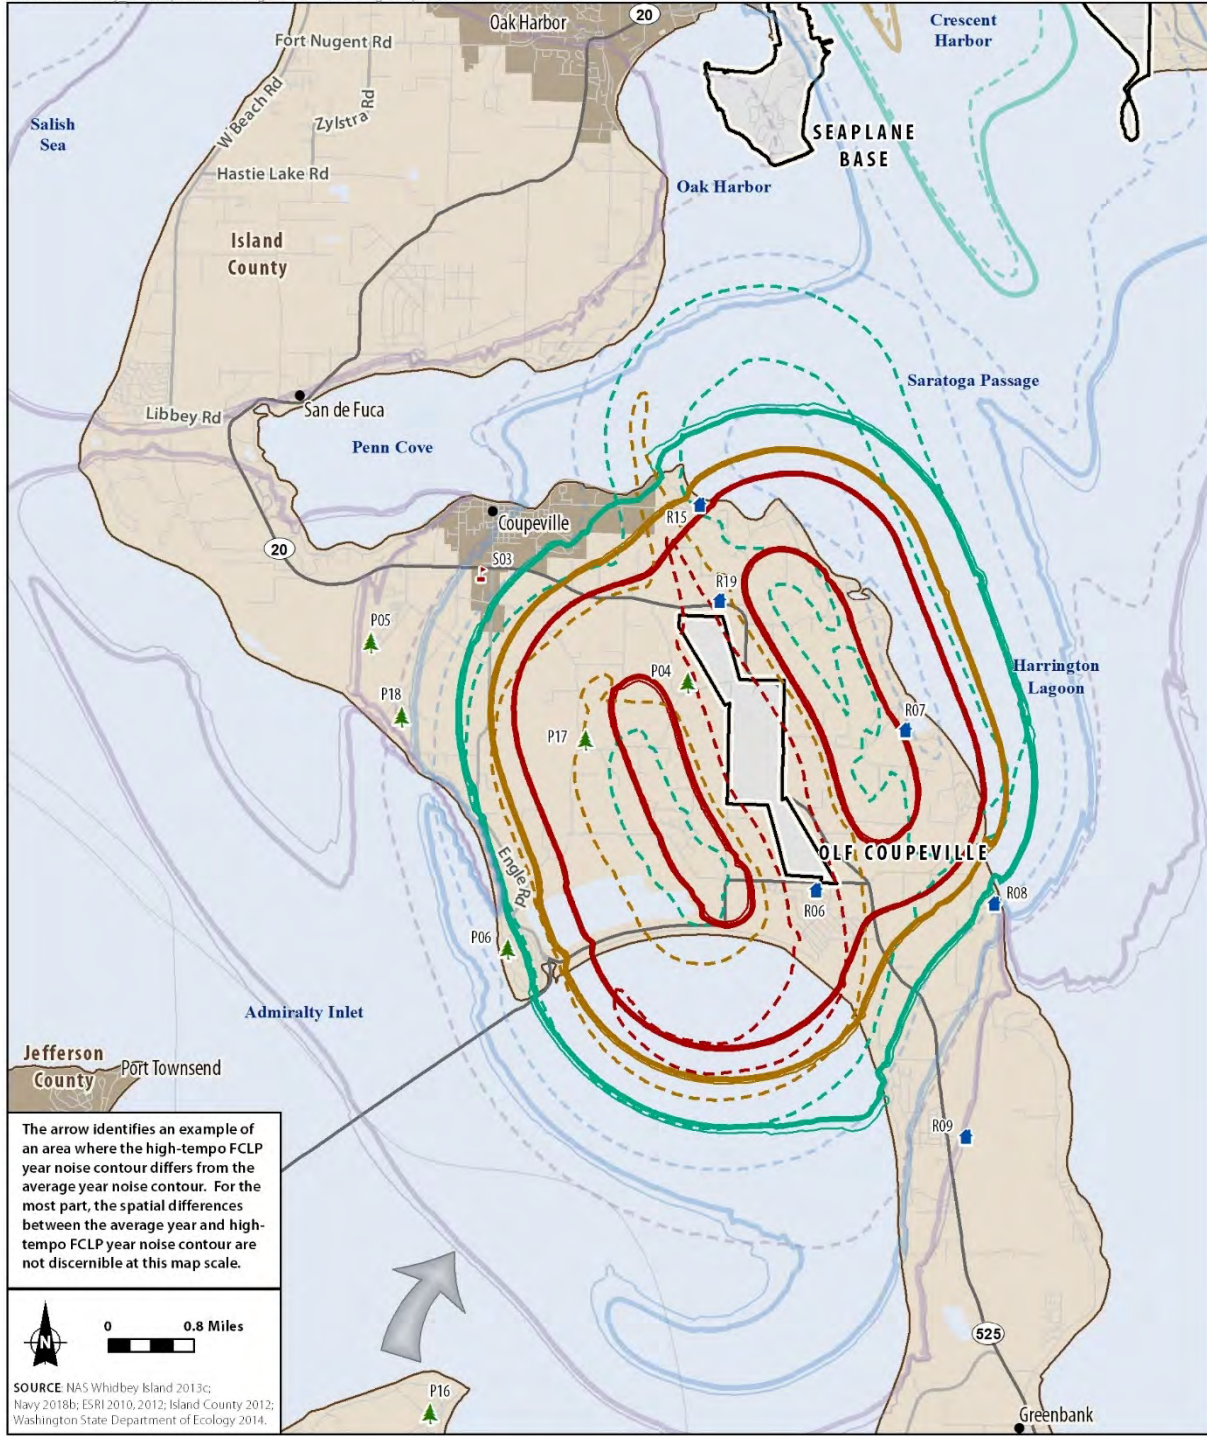 Oak Harbor
20
Crescent
Harbor
Fort Nugent Rd
W Beach Rd
Zylstra Rd
Salish
Sea
SEAPLANE
BASE
Hastie Lake Rd
Oak Harbor
Island
County
Saratoga Passage
San de Fuca
Libbey Rd
Penn Cove
R15
Coupeville
20
S03
R19
P05
Harrington
Lagoon
P04
P18
R07
P17
OLF COUPEVILLE
Engle Rd
R06
R08
P06
Admiralty Inlet
Jefferson
County
Port Townsend
R09
The arrow identifies an example of
an area where the high-tempo FCLP
year noise contour differs from the
average year noise contour. For the
most part, the spatial differences
between the average year and high-
tempo FCLP year noise contour are
not discernible at this map scale.
N
0 0.8 Miles
525
SOURCE: NAS Whidbey Island 2013c;
Navy 2018b; ESRI 2010, 2012; Island County 2012;
Washington State Department of Ecology 2014.
P16
Greenbank